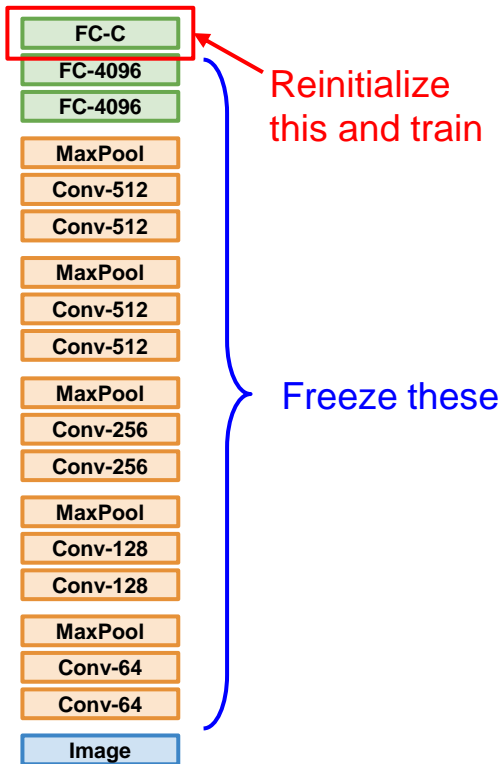 FC-C
FC-4096
FC-4096
MaxPool
Conv-512
Conv-512
MaxPool
Conv-512
Conv-512
MaxPool
Conv-256
Conv-256
MaxPool
Conv-128
Conv-128
MaxPool
Conv-64
Conv-64
Image
Reinitialize
this and train
Freeze these